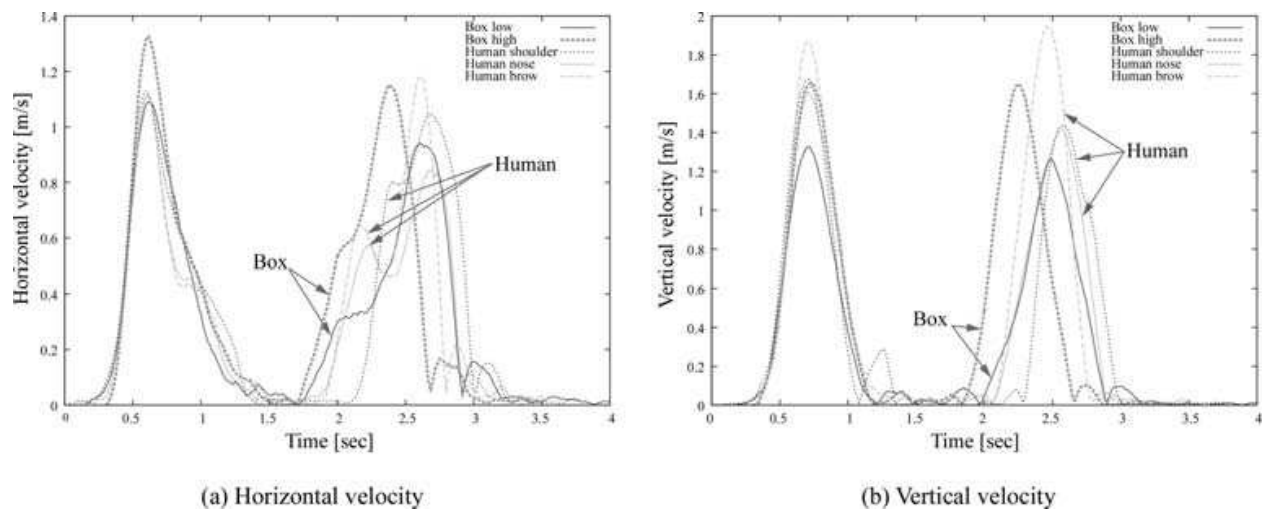 1.4
1.2
1
0.8
0.6
0.4
0.2
0
Horizontal velocity [m/s]
Box low
Box high
Human shoulder
Human nose
Human brow
Human
Box
0 0.5 1 1.5 2 2.5 3 3.5 4
Time [sec]
(a) Horizontal velocity
2
1.8
1.6
1.4
1.2
1
0.8
0.6
0.4
0.2
0
Vertical velocity [m/s]
Box low
Box high
Human shoulder
Human nose
Human brow
Human
Box
0 0.5 1 1.5 2 2.5 3 3.5 4
Time [sec]
(b) Vertical velocity